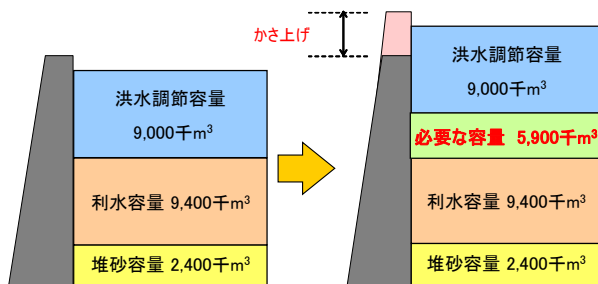 洪水調節容量
9,000千m³
利水容量 9,400千m³
堆砂容量 2,400千m³
かさ上げ
洪水調節容量
9,000千m³
必要な容量 5,900千m³
利水容量 9,400千m³
堆砂容量 2,400千m³